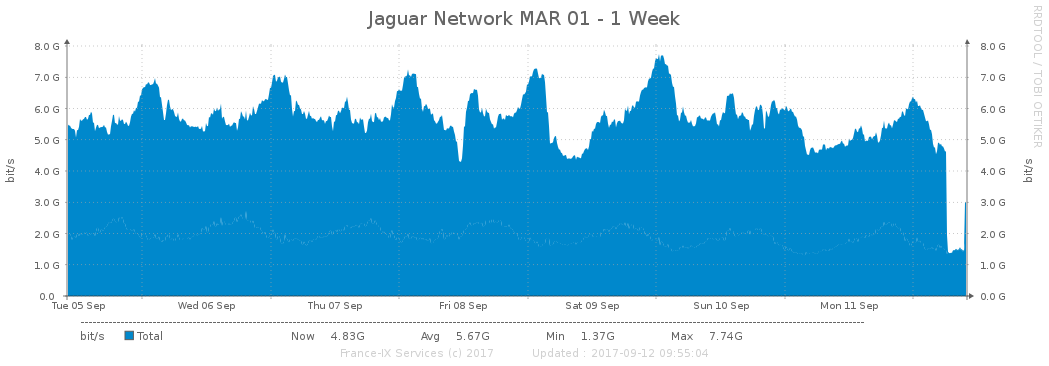 Jaguar Network MAR 01 - 1 Week
RRDTOOL / TOBI OETIKER
8.0 G 8.0 G
7.0 G 7.0 G
6.0 G 6.0 G
5.0 G 5.0 G
4.0 G 4.0 G
3.0 G 3.0 G
2.0 G 2.0 G
1.0 G 1.0 G
0.0 0.0 G
bit/s bit/s
Tue 05 Sep Wed 06 Sep Thu 07 Sep Fri 08 Sep Sat 09 Sep Sun 10 Sep Mon 11 Sep
bit/s Total Now 4.83G Avg 5.67G Min 1.37G Max 7.74G
France-IX Services (c) 2017 Updated : 2017-09-12 09:55:04